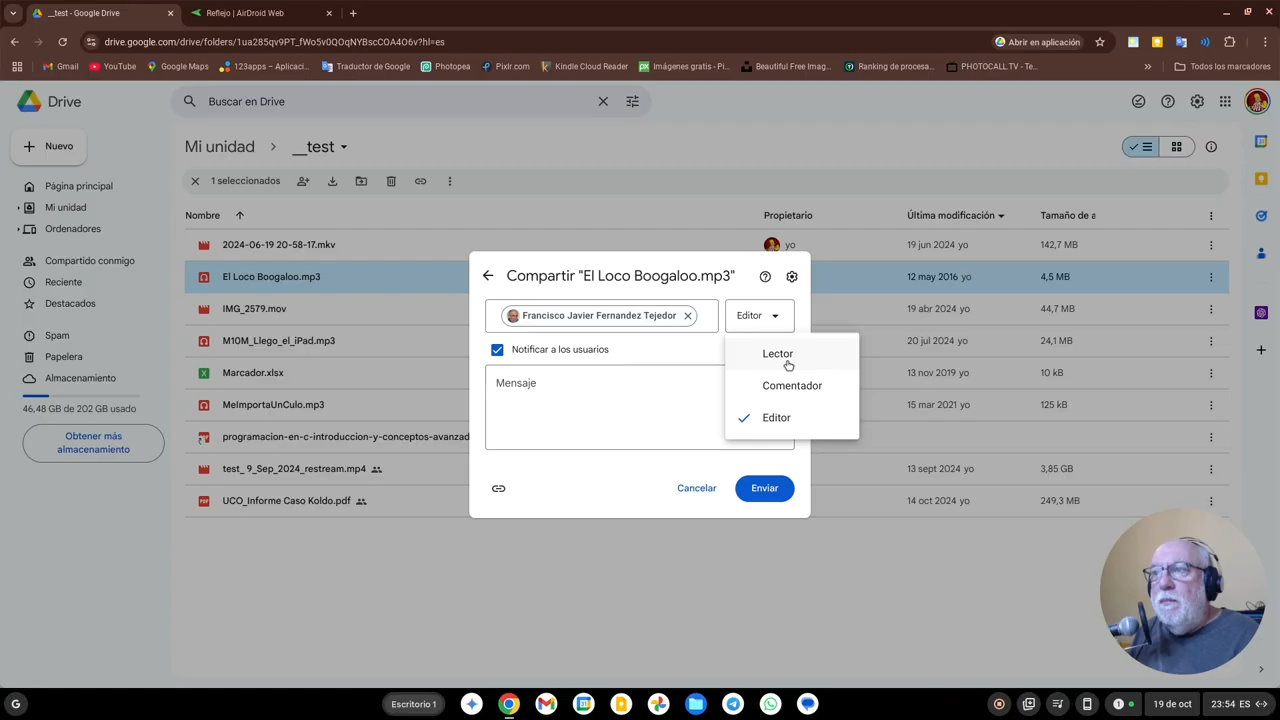 __test - Google Drive
Reflejo | AirDroid Web
drive.google.com/drive/folders/1ua285qv9PT_fWo5v0QOqNYBscCOA4O6v?hl=es
Abrir en aplicación
Gmail
YouTube
Google Maps
123apps – Aplicaci...
Traductor de Google
Photopea
Pixlr.com
Kindle Cloud Reader
Imágenes gratis - Pi...
Beautiful Free Imag...
Ranking de procesa...
PHOTOCALL.TV - Te...
Todos los marcadores
Drive
Buscar en Drive
Nuevo
Mi unidad
__test
Página principal
1 seleccionados
Mi unidad
Ordenadores
Compartido conmigo
Reciente
Destacados
Spam
Papelera
Almacenamiento
46,48 GB de 202 GB usado
Obtener más
almacenamiento
Nombre
Propietario
Última modificación
Tamaño de a
2024-06-19 20-58-17.mkv
yo
19 jun 2024 yo
142,7 MB
El Loco Boogaloo.mp3
12 may 2016 yo
4,5 MB
IMG_2579.mov
19 abr 2024 yo
44,7 MB
M10M_Llego_el_iPad.mp3
20 jul 2024 yo
24,1 MB
Marcador.xlsx
13 nov 2019 yo
10 kB
MeImportaUnCulo.mp3
15 mar 2021 yo
125 kB
programacion-en-c-introduccion-y-conceptos-avanzad
test_ 9_Sep_2024_restream.mp4
13 sept 2024 yo
3,85 GB
UCO_Informe Caso Koldo.pdf
14 oct 2024 yo
249,3 MB
Compartir "El Loco Boogaloo.mp3"
Francisco Javier Fernandez Tejedor
Editor
Notificar a los usuarios
Mensaje
Lector
Comentador
Editor
Cancelar
Enviar
Escritorio 1
19 de oct
23:54 ES